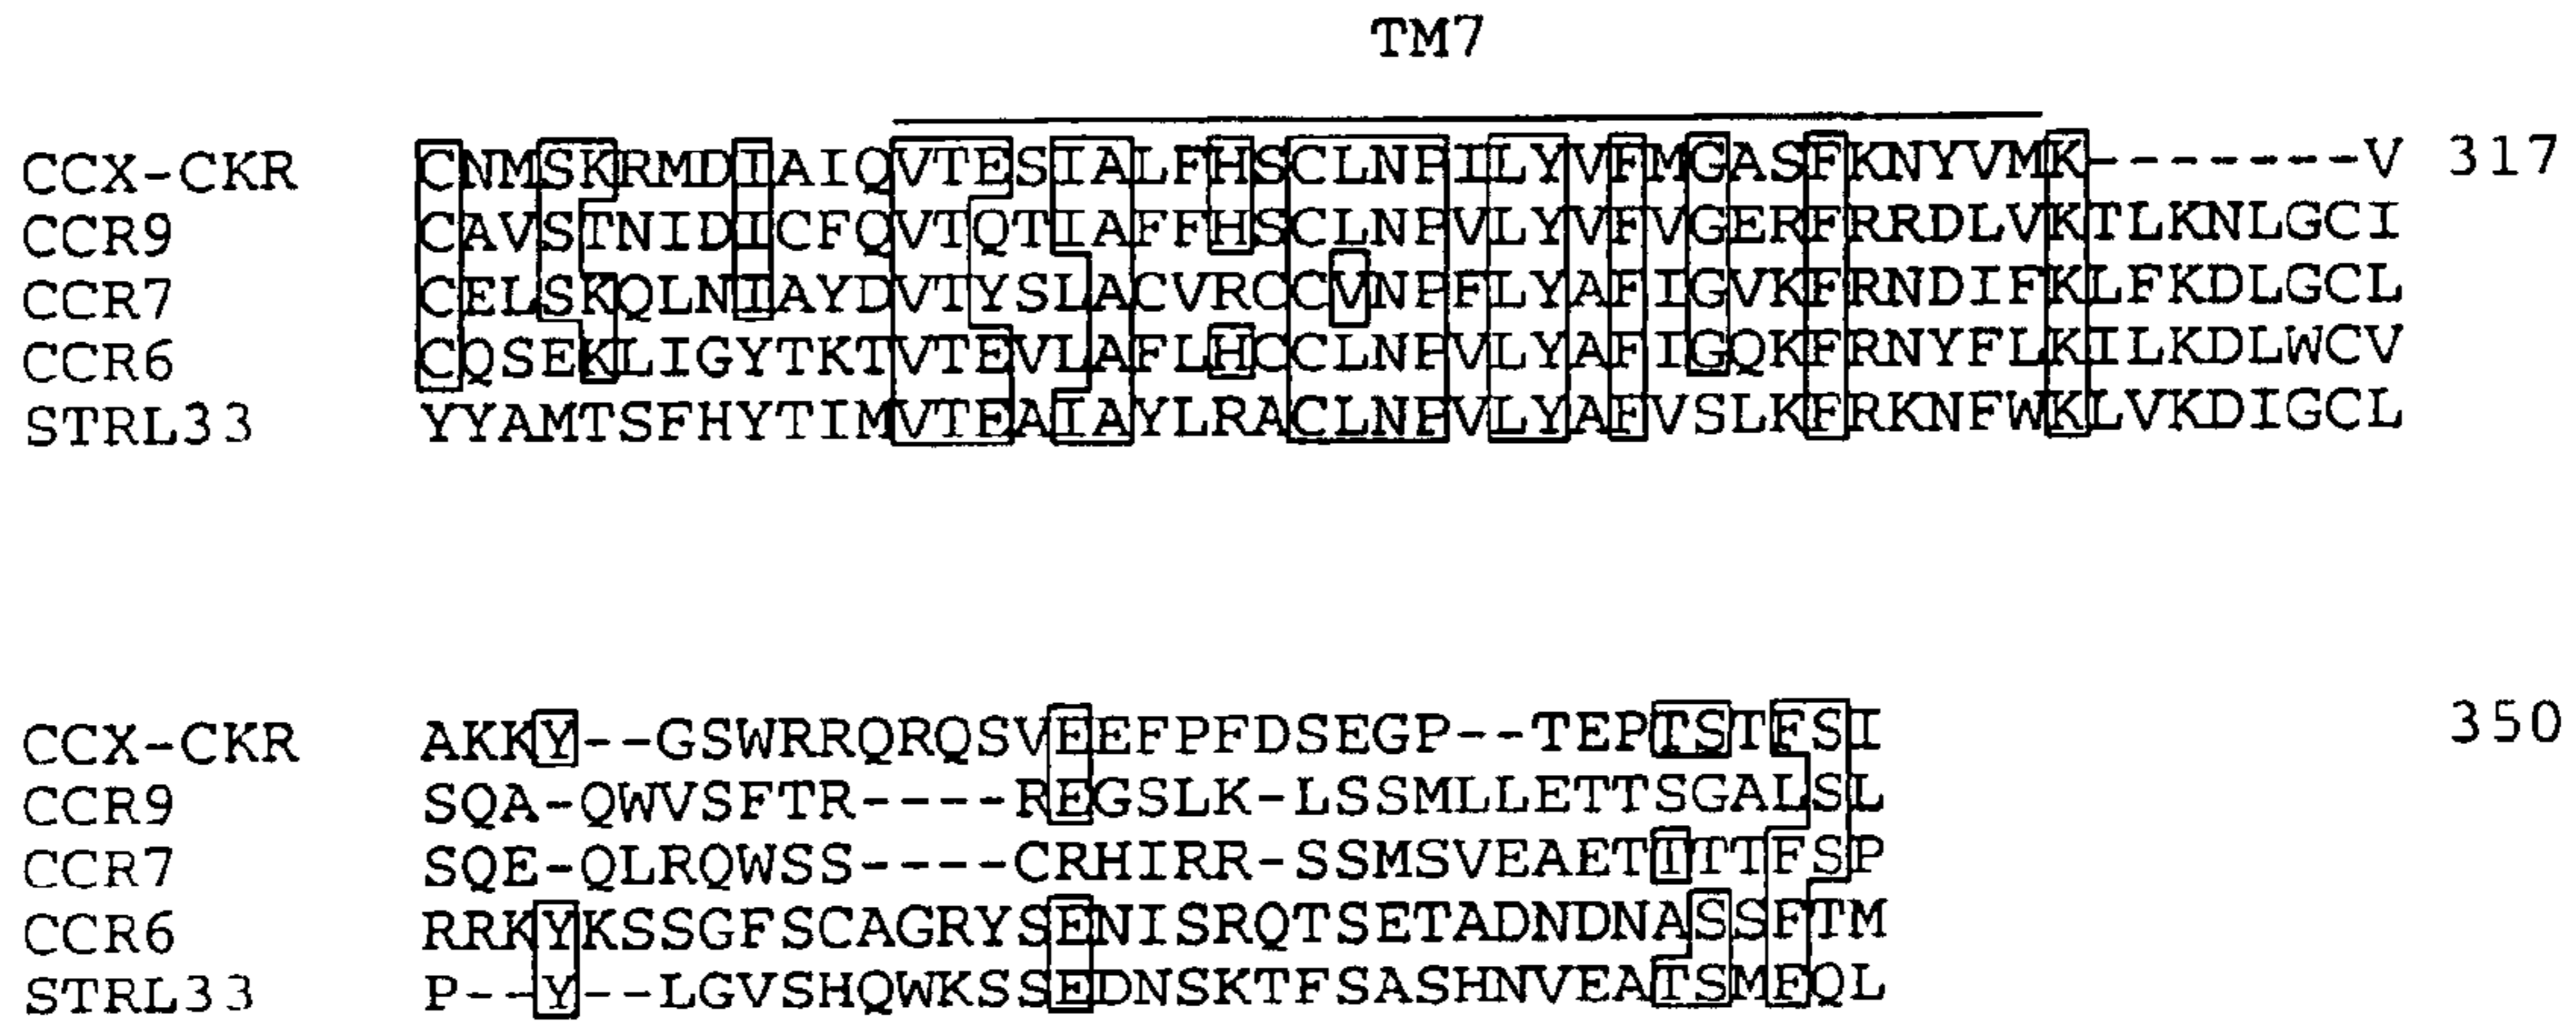 TM7
CCX-CKR CNMSKRMDIAIQVTESIALFHSCLNPILYVFMGASFKNYVMK-------V 317
CCR9 CAVSTNIDICFQVTQTIAFFHSCLNPVLYVFVGERFRRDLVKTLKNLGCI
CCR7 CELSKQLNIAYDVTYSLACVRCCVNPFLYAFIGVKFRNDIFKLFKDLGCL
CCR6 CQSEKLIGYTKTVTEVLAFLHCCLNPVLYAFIGQKFRNYFLKILKDLWCV
STRL33 YYAMTSFHYTIMVTEAIAYLRACLNPVLYAFVSLKFRKNFWKLVKDIGCL
CCX-CKR AKKY--GSWRRQRQSVEEFPFDSEGP--TEPTSTFSI 350
CCR9 SQA-QWVSFTR----REGSLK-LSSMLLETTSGALSL
CCR7 SQE-QLRQWSS----CRHIRR-SSMSVEAETTTTFSP
CCR6 RRKYKSSGFSCAGRYSENISRQTSETADNDNASSFTM
STRL33 P--Y--LGVSHQWKSSEDNSKTFSASHNVEATSMFQL